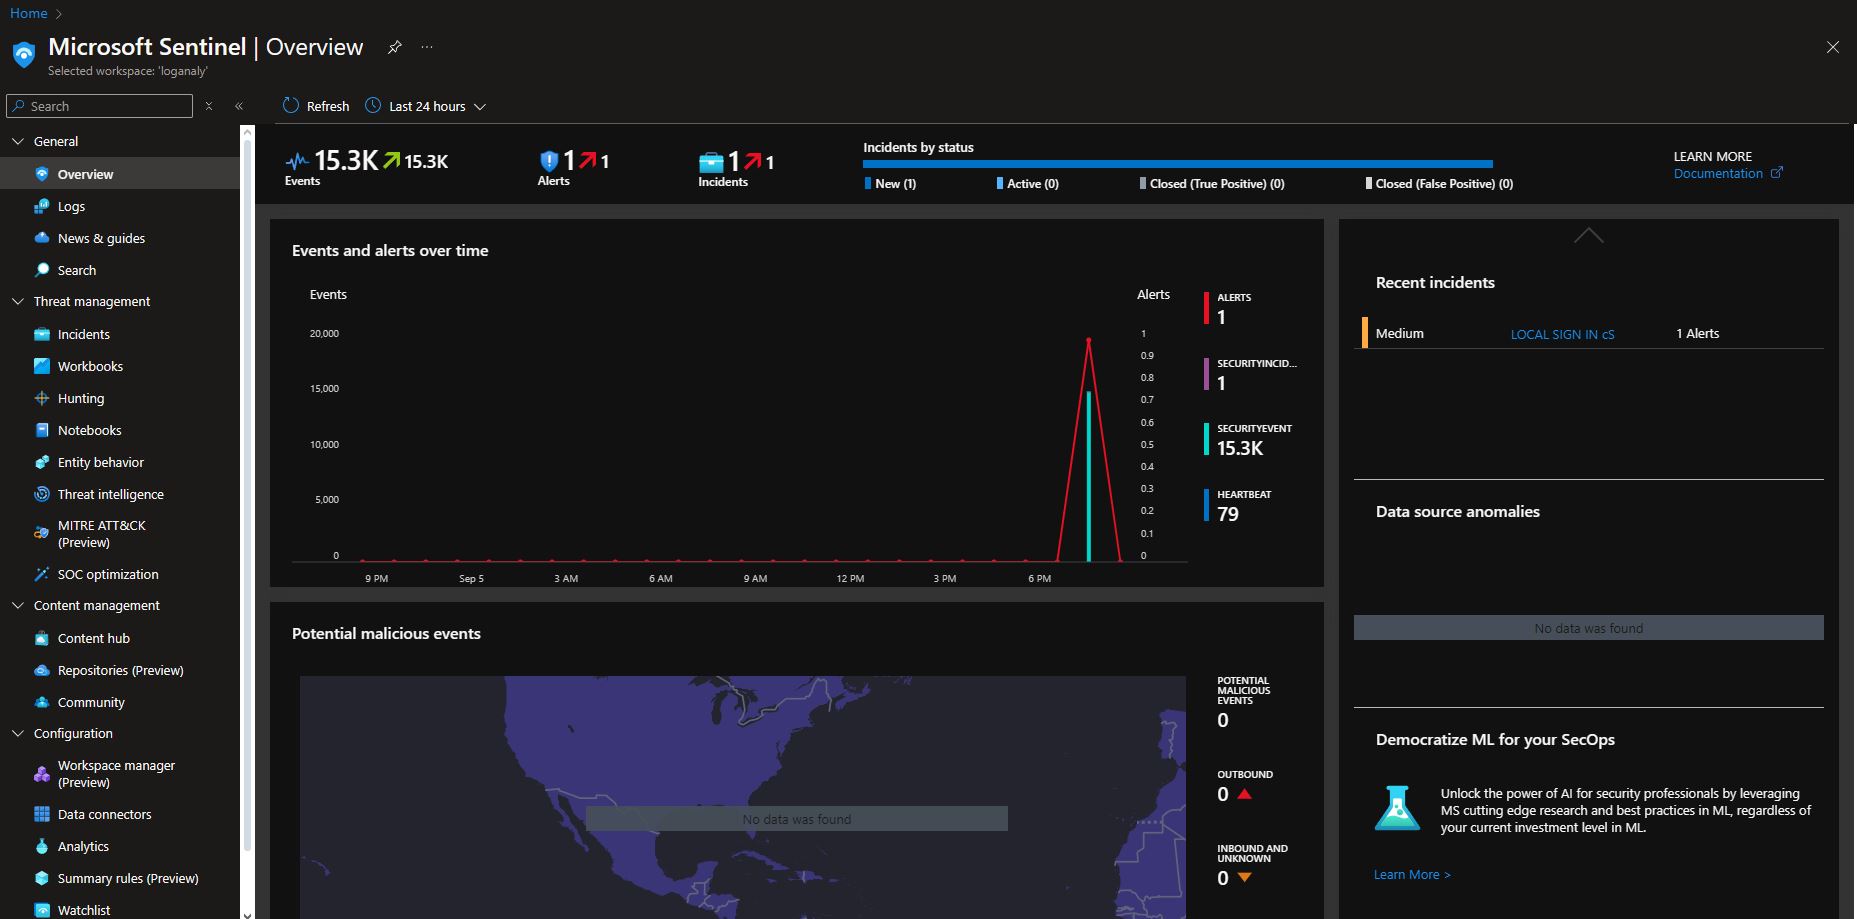 Home
Microsoft Sentinel | Overview
Selected workspace: 'loganaly'
Search
Refresh
Last 24 hours
General
Overview
Logs
News & guides
Search
Threat management
Incidents
Workbooks
Hunting
Notebooks
Entity behavior
Threat intelligence
MITRE ATT&CK
(Preview)
SOC optimization
Content management
Content hub
Repositories (Preview)
Community
Configuration
Workspace manager
(Preview)
Data connectors
Analytics
Summary rules (Preview)
Watchlist
15.3K 15.3K
Events
1 1
Alerts
1 1
Incidents
Incidents by status
New (1)
Active (0)
Closed (True Positive) (0)
Closed (False Positive) (0)
LEARN MORE
Documentation
Events and alerts over time
Events
20,000
15,000
10,000
5,000
0
Alerts
1
0.9
0.8
0.7
0.6
0.5
0.4
0.3
0.2
0.1
0
9 PM
Sep 5
3 AM
6 AM
9 AM
12 PM
3 PM
6 PM
ALERTS
1
SECURITYINCID...
1
SECURITYEVENT
15.3K
HEARTBEAT
79
Potential malicious events
No data was found
POTENTIAL
MALICIOUS
EVENTS
0
OUTBOUND
0
INBOUND AND
UNKNOWN
0
Recent incidents
Medium
LOCAL SIGN IN cS
1 Alerts
Data source anomalies
No data was found
Democratize ML for your SecOps
Unlock the power of AI for security professionals by leveraging
MS cutting edge research and best practices in ML, regardless of
your current investment level in ML.
Learn More >